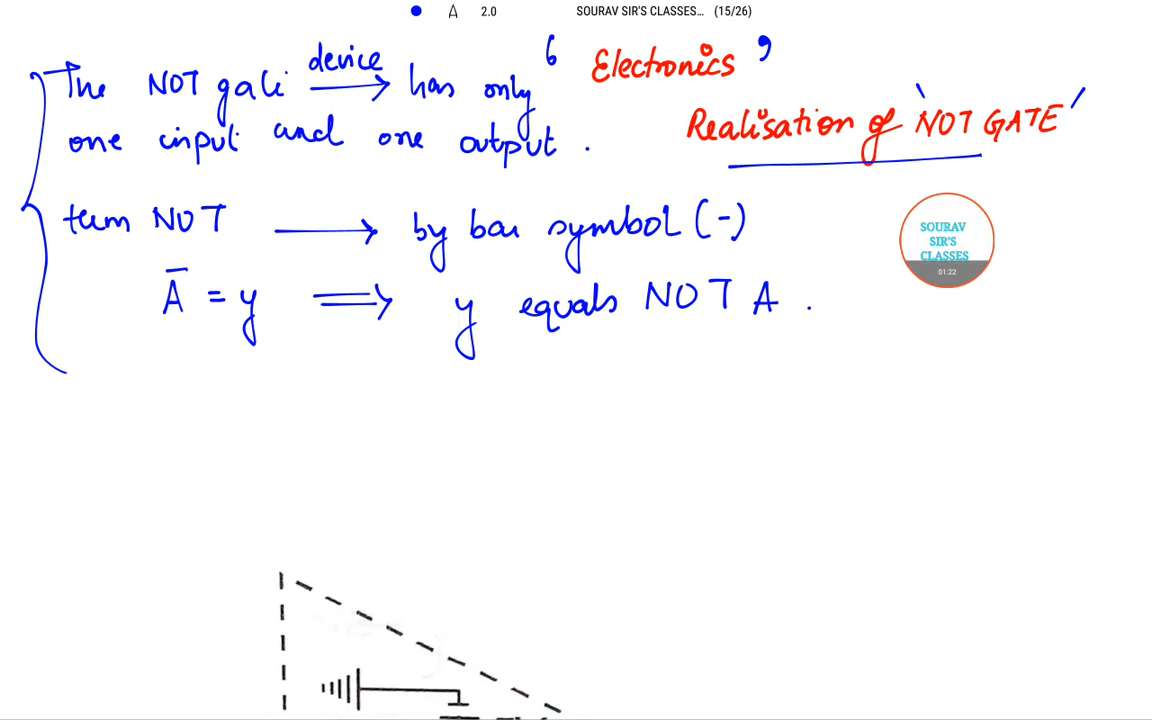 A 2.0 SOURAV SIR'S CLASSES... (15/26)
' Electronics '
Realisation of 'NOT GATE'
The NOT gate device → has only
one input and one output .
term NOT → by bar symbol (-)
Ā = y ⇒ y equals NOT A .
SOURAV
SIR'S
CLASSES
01:22